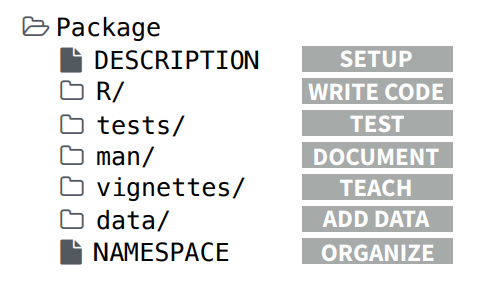 Package
DESCRIPTION SETUP
R/ WRITE CODE
tests/ TEST
man/ DOCUMENT
vignettes/ TEACH
data/ ADD DATA
NAMESPACE ORGANIZE